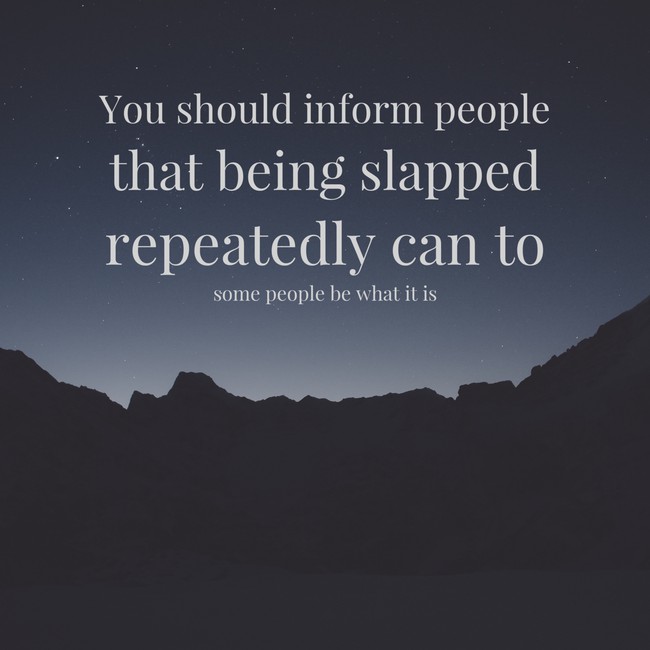 You should inform people
that being slapped
repeatedly can to
some people be what it is